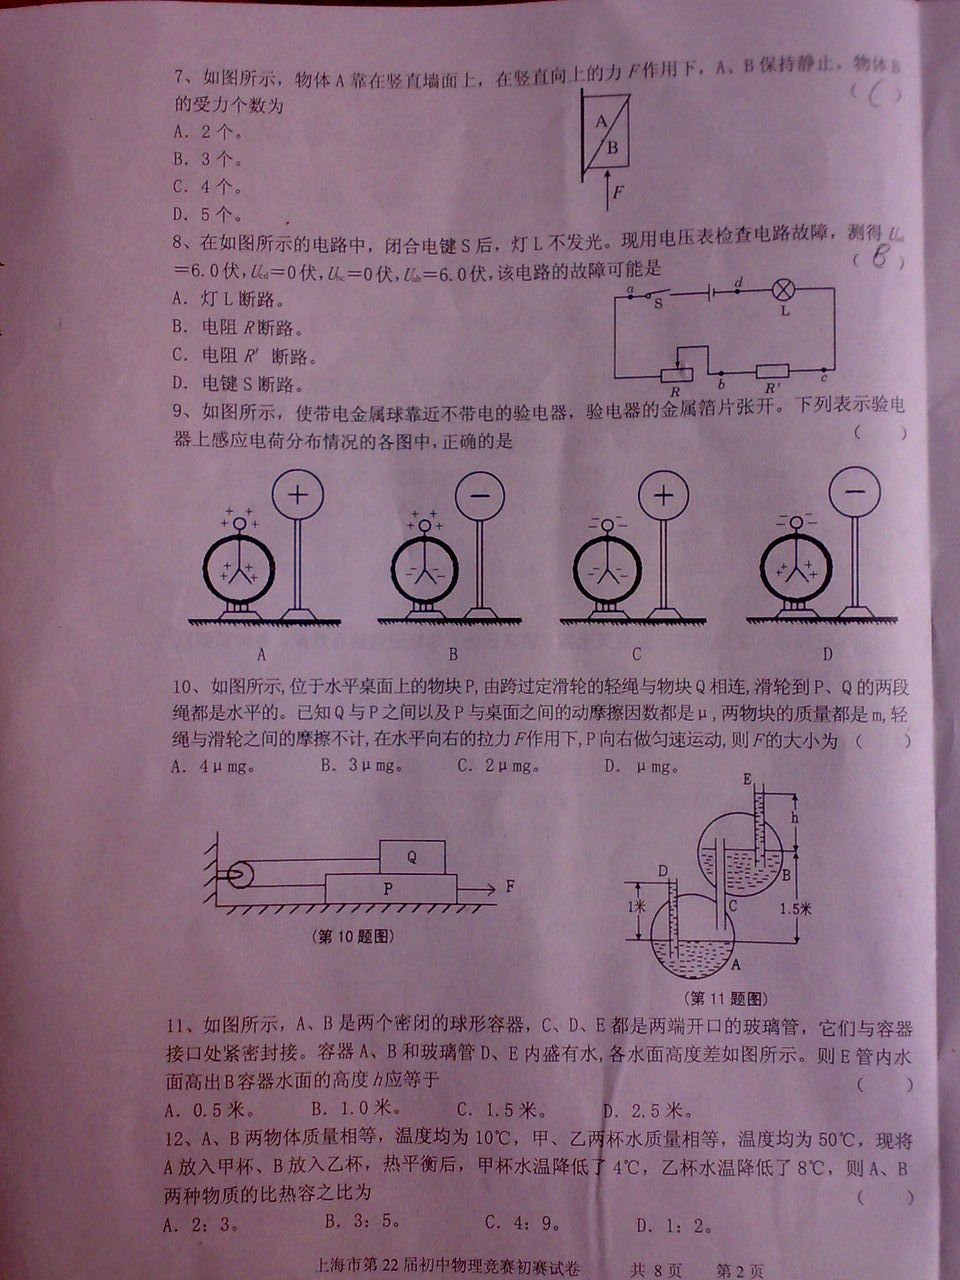 7、如图所示，物体A靠在竖直墙面上，在竖直向上的力F作用下，A、B保持静止，物体B
的受力个数为 (C)
A. 2个。
B. 3个。
C. 4个。
D. 5个。
A
B
F
8、在如图所示的电路中，闭合电键S后，灯L不发光。现用电压表检查电路故障，测得Uad
=6.0伏，Ucd=0伏，Ubc=0伏，Uab=6.0伏，该电路的故障可能是 (B)
A. 灯L断路。
B. 电阻R断路。
C. 电阻R′断路。
D. 电键S断路。
a S d L
R b R′ c
9、如图所示，使带电金属球靠近不带电的验电器，验电器的金属箔片张开。下列表示验电
器上感应电荷分布情况的各图中，正确的是 ( )
A B C D
10、如图所示，位于水平桌面上的物块P，由跨过定滑轮的轻绳与物块Q相连，滑轮到P、Q的两段
绳都是水平的。已知Q与P之间以及P与桌面之间的动摩擦因数都是μ，两物块的质量都是m，轻
绳与滑轮之间的摩擦不计，在水平向右的拉力F作用下，P向右做匀速运动，则F的大小为 ( )
A. 4μmg。 B. 3μmg。 C. 2μmg。 D. μmg。
Q
P
F
(第10题图)
E
h
B
D
C
1米
1.5米
A
(第11题图)
11、如图所示，A、B是两个密闭的球形容器，C、D、E都是两端开口的玻璃管，它们与容器
接口处紧密封接。容器A、B和玻璃管D、E内盛有水，各水面高度差如图所示。则E管内水
面高出B容器水面的高度h应等于 ( )
A. 0.5米。 B. 1.0米。 C. 1.5米。 D. 2.5米。
12、A、B两物体质量相等，温度均为10℃，甲、乙两杯水质量相等，温度均为50℃，现将
A放入甲杯、B放入乙杯，热平衡后，甲杯水温降低了4℃，乙杯水温降低了8℃，则A、B
两种物质的比热容之比为 ( )
A. 2：3。 B. 3：5。 C. 4：9。 D. 1：2。
上海市第22届初中物理竞赛初赛试卷 共8页 第2页